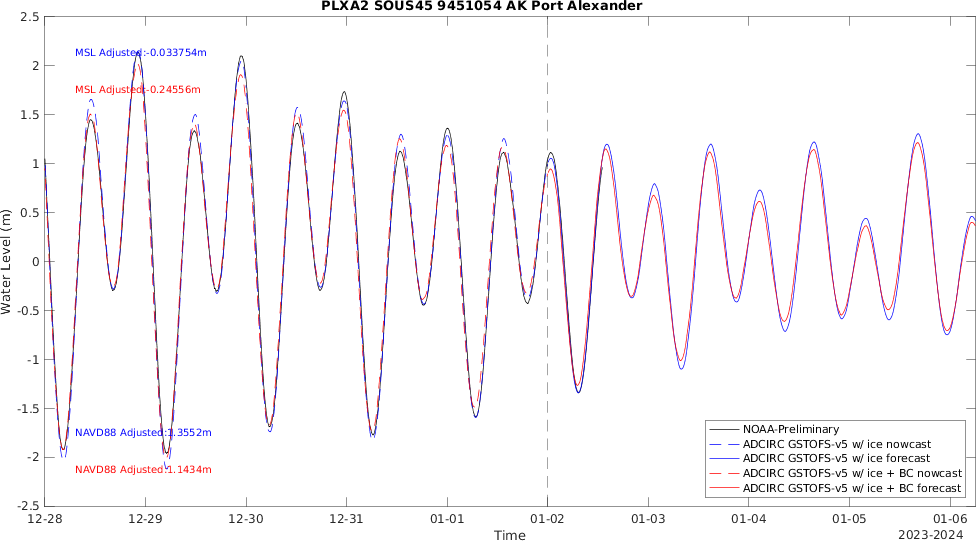 PLXA2 SOUS45 9451054 AK Port Alexander
2.5
2
1.5
1
0.5
0
-0.5
-1
-1.5
-2
-2.5
Water Level (m)
MSL Adjusted:-0.033754m
MSL Adjusted:-0.24556m
NAVD88 Adjusted:1.3552m
NAVD88 Adjusted:1.1434m
NOAA-Preliminary
ADCIRC GSTOFS-v5 w/ ice nowcast
ADCIRC GSTOFS-v5 w/ ice forecast
ADCIRC GSTOFS-v5 w/ ice + BC nowcast
ADCIRC GSTOFS-v5 w/ ice + BC forecast
12-28 12-29 12-30 12-31 01-01 01-02 01-03 01-04 01-05 01-06
Time
2023-2024